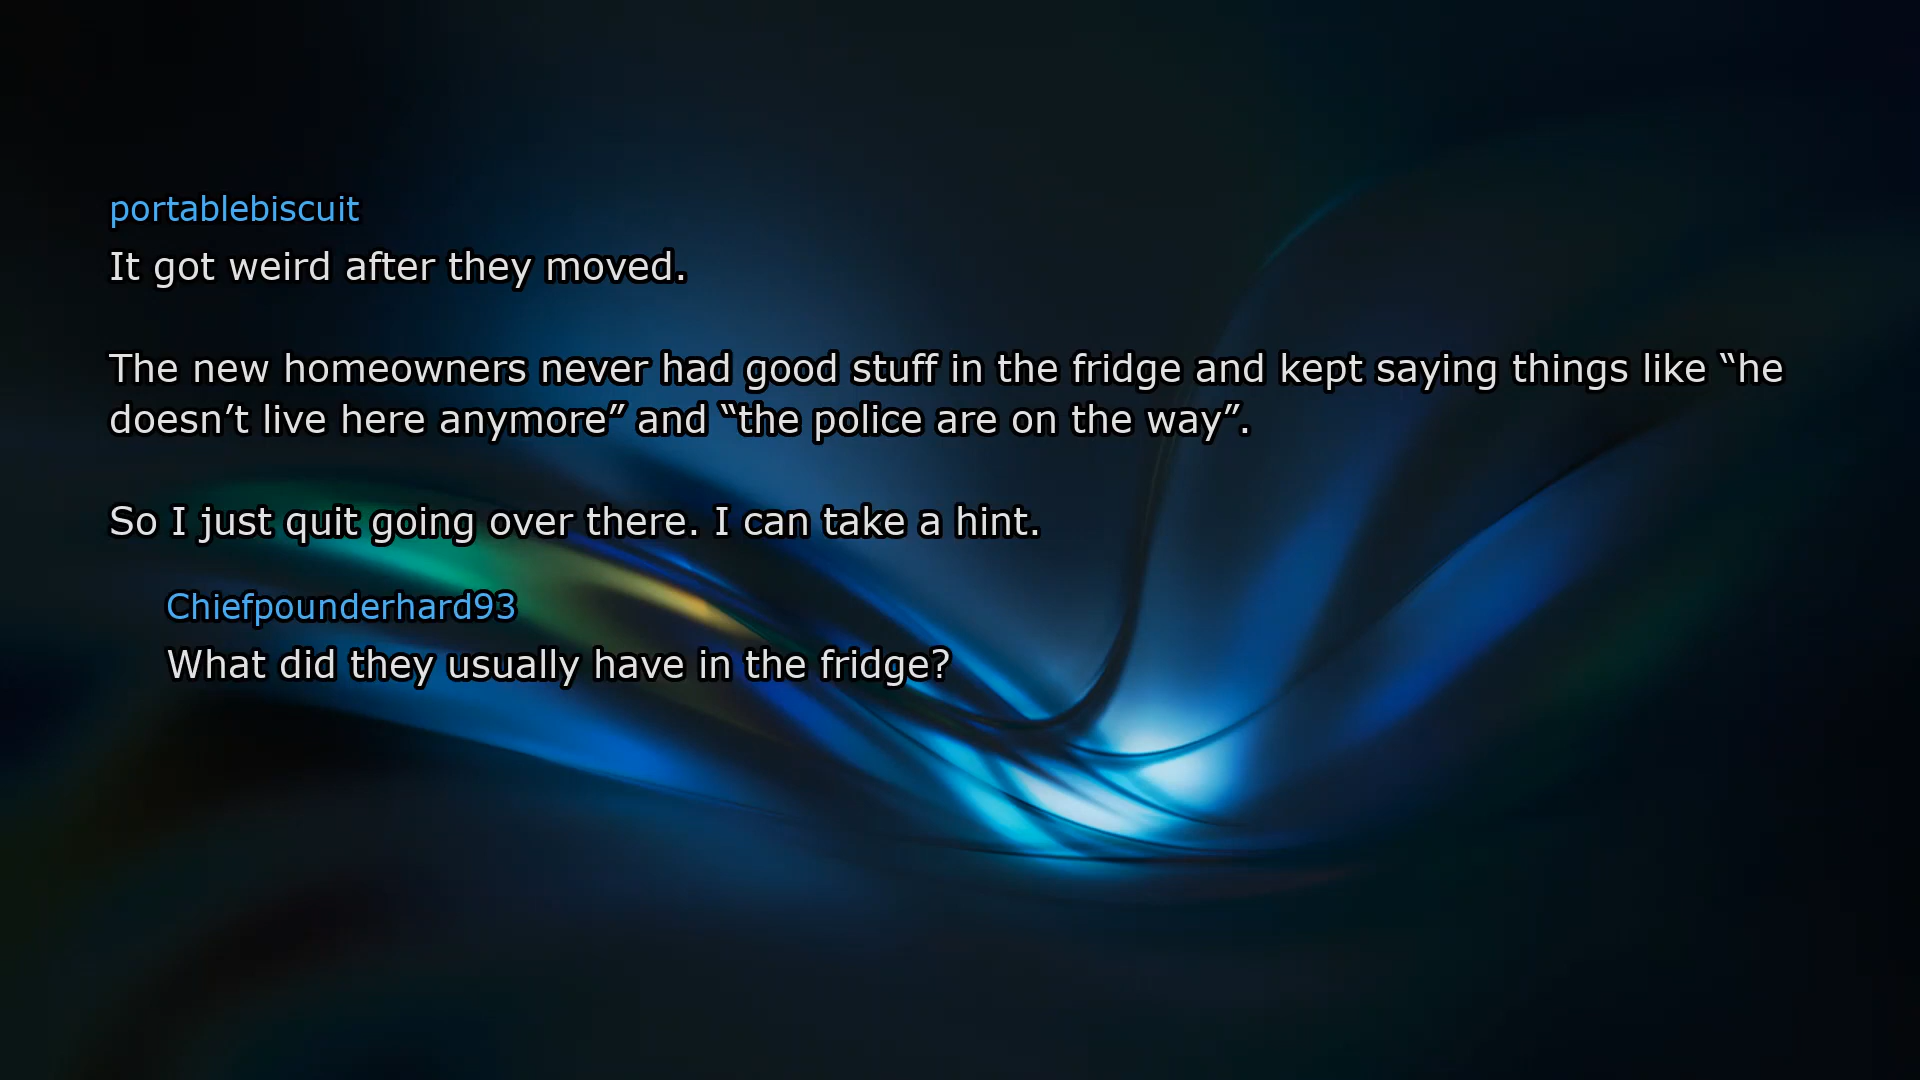 portablebiscuit
It got weird after they moved.
The new homeowners never had good stuff in the fridge and kept saying things like “he
doesn’t live here anymore” and “the police are on the way”.
So I just quit going over there. I can take a hint.
Chiefpounderhard93
What did they usually have in the fridge?